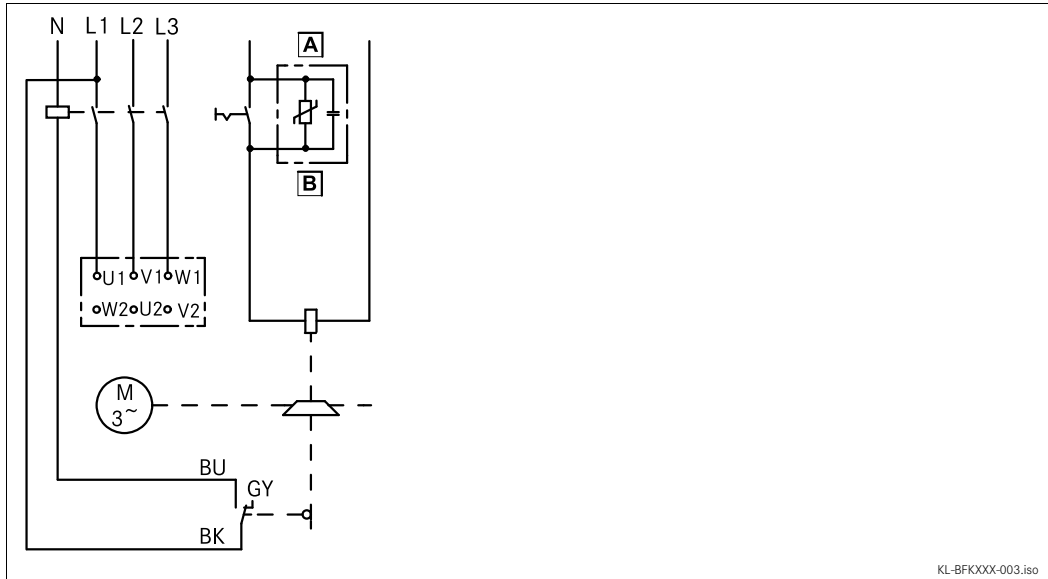 N L1 L2 L3
A
B
U1 V1 W1
W2 U2 V2
M
3~
BU
GY
BK
KL-BFKXXX-003.iso